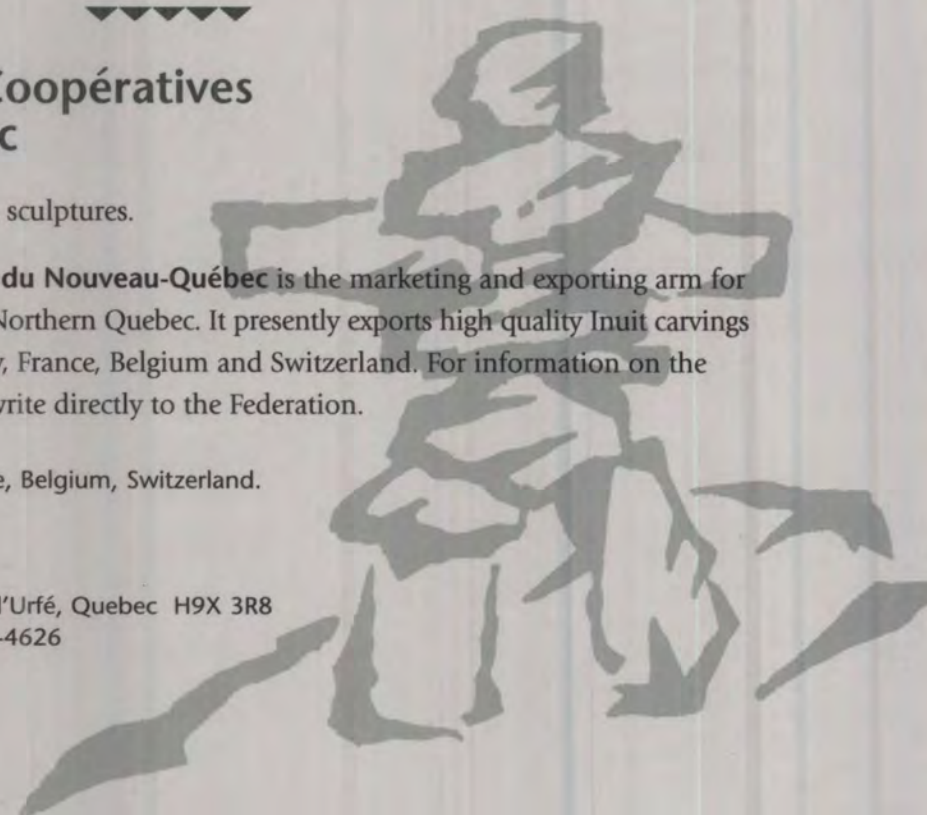 Coopératives
c
sculptures.
du Nouveau-Québec is the marketing and exporting arm for
Northern Quebec. It presently exports high quality Inuit carvings
, France, Belgium and Switzerland. For information on the
write directly to the Federation.
e, Belgium, Switzerland.
d'Urfé, Quebec H9X 3R8
-4626